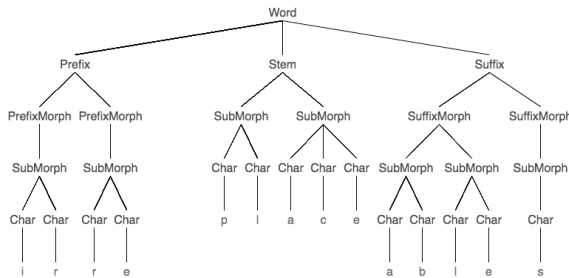 Word
Prefix Stem Suffix
PrefixMorph PrefixMorph SubMorph SubMorph SuffixMorph SuffixMorph
SubMorph SubMorph Char Char Char Char Char SubMorph SubMorph SubMorph
Char Char Char Char p l a c e Char Char Char Char Char
i r r e a b l e s